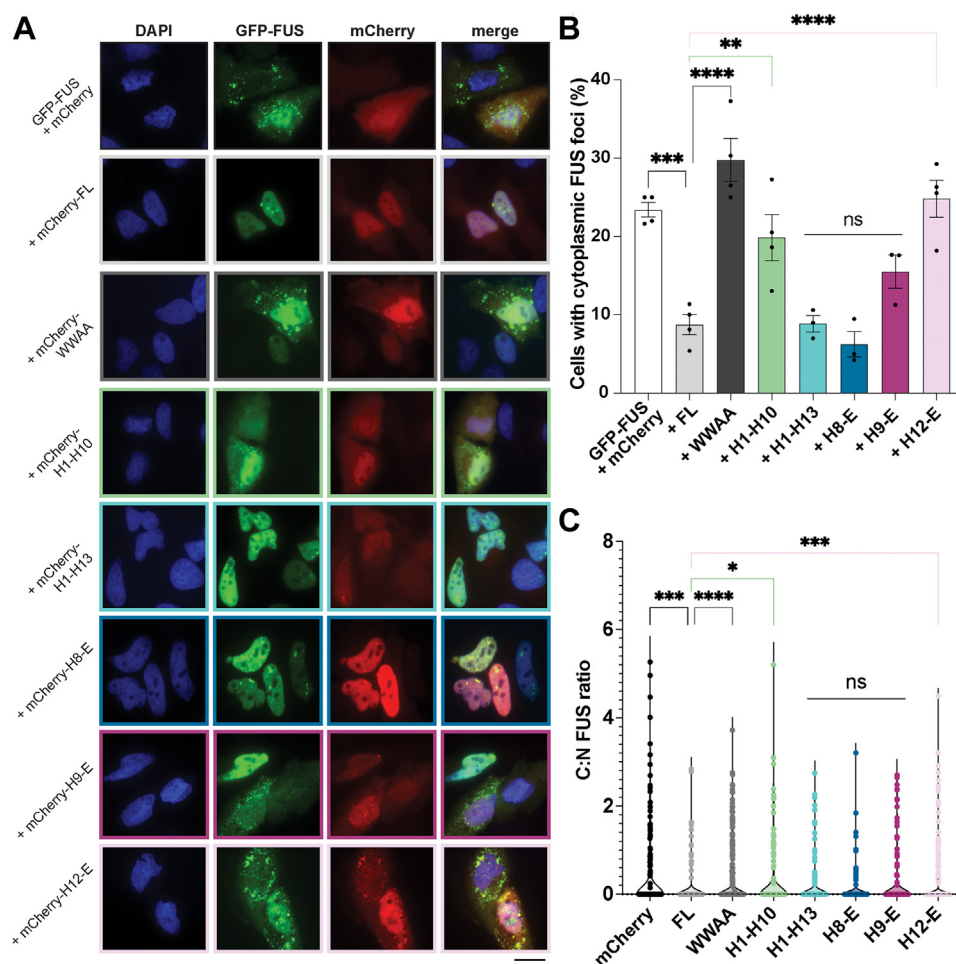 A
DAPI GFP-FUS mCherry merge
GFP-FUS
+ mCherry
+ mCherry-FL
+ mCherry-
WWAA
+ mCherry-
H1-H10
+ mCherry-
H1-H13
+ mCherry-H8-E
+ mCherry-H9-E
+ mCherry-H12-E
B
****
**
****
***
ns
Cells with cytoplasmic FUS foci (%)
40
30
20
10
0
GFP-FUS
+ mCherry
+ FL
+ WWAA
+ H1-H10
+ H1-H13
+ H8-E
+ H9-E
+ H12-E
C
***
*
*** ****
ns
C:N FUS ratio
8
6
4
2
0
mCherry
FL
WWAA
H1-H10
H1-H13
H8-E
H9-E
H12-E